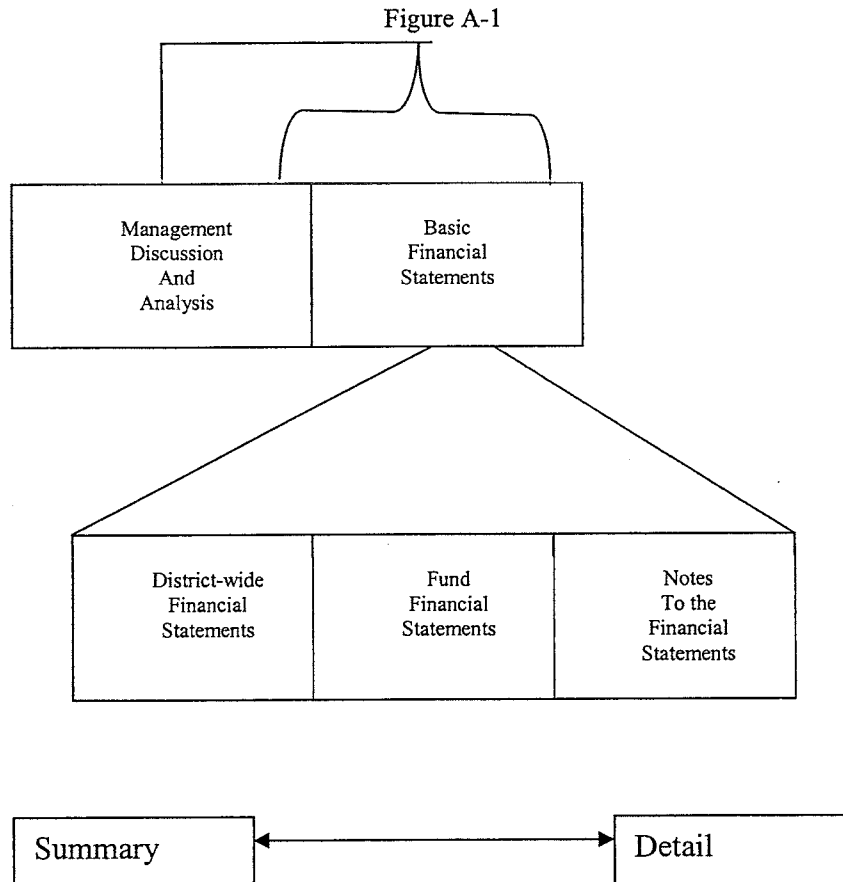 Figure A-1
Management
Discussion
And
Analysis
Basic
Financial
Statements
District-wide
Financial
Statements
Fund
Financial
Statements
Notes
To the
Financial
Statements
Summary
Detail